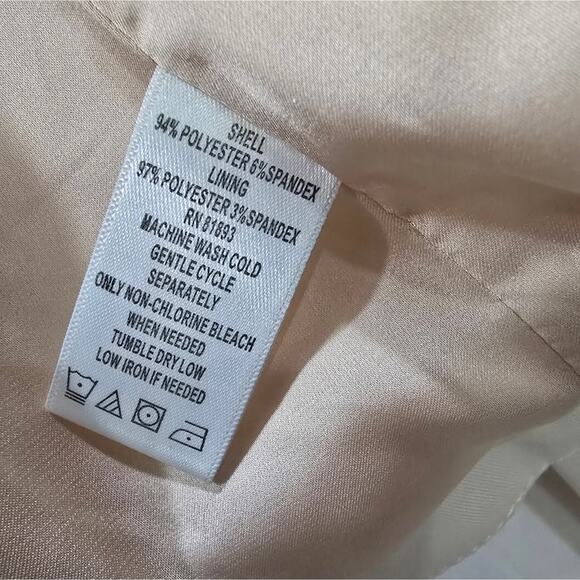 SHELL
94% POLYESTER 6%SPANDEX
LINING
97% POLYESTER 3%SPANDEX
RN 81893
MACHINE WASH COLD
GENTLE CYCLE
SEPARATELY
ONLY NON-CHLORINE BLEACH
WHEN NEEDED
TUMBLE DRY LOW
LOW IRON IF NEEDED